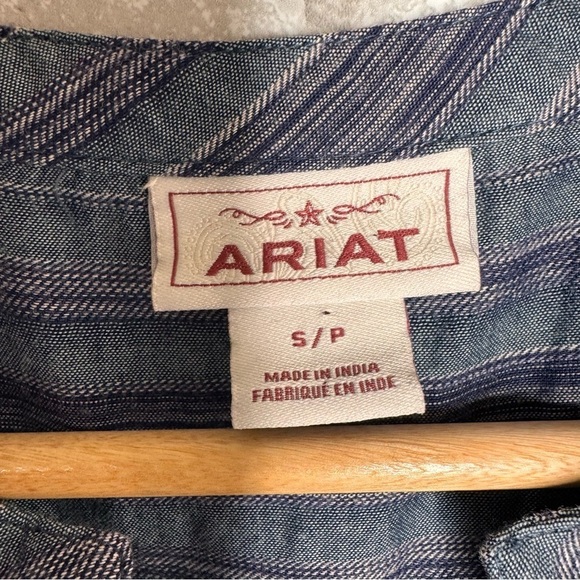 ARIAT
S/P
MADE IN INDIA
FABRIQUÉ EN INDE